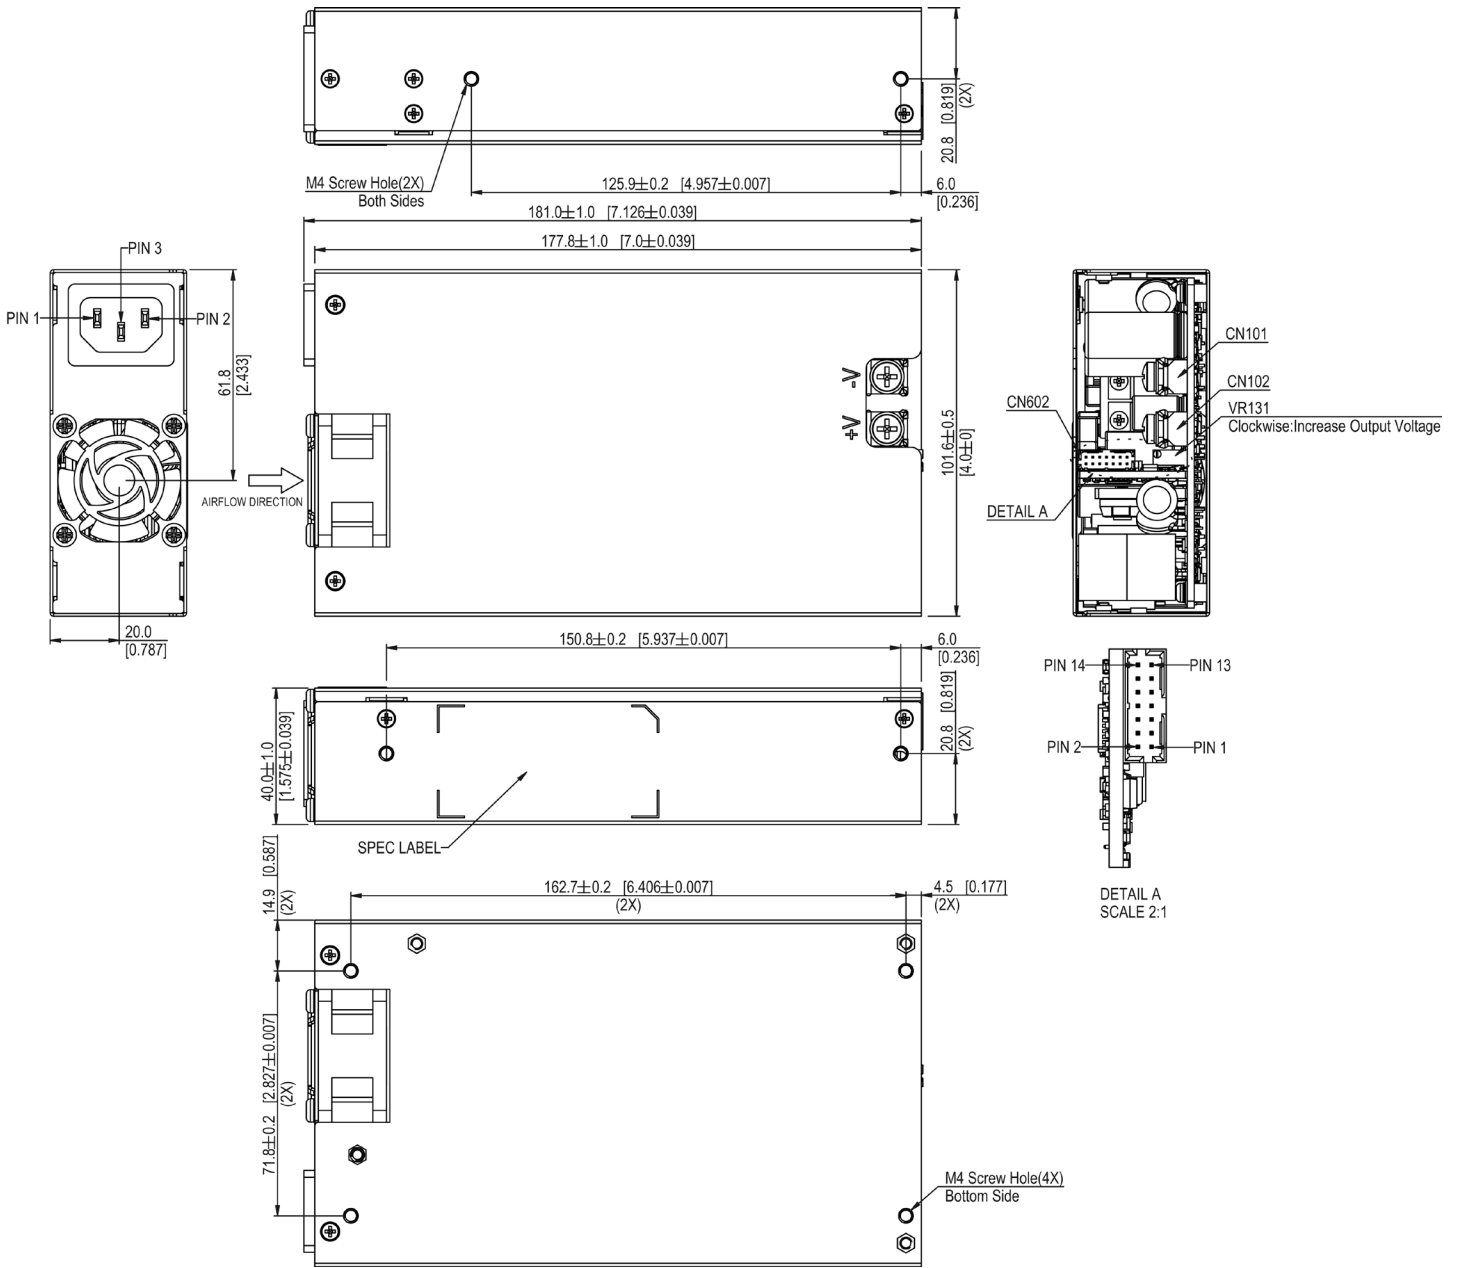 20.8 [0.819]
(2X)
M4 Screw Hole(2X)
Both Sides
125.9±0.2 [4.957±0.007]
6.0
[0.236]
181.0±1.0 [7.126±0.039]
177.8±1.0 [7.0±0.039]
PIN 3
PIN 1
PIN 2
61.8
[2.433]
AIRFLOW DIRECTION
20.0
[0.787]
-V
+V
101.6±0.5
[4.0±0]
CN101
CN102
CN602
VR131
Clockwise:Increase Output Voltage
DETAIL A
150.8±0.2 [5.937±0.007]
6.0
[0.236]
20.8 [0.819]
(2X)
40.0±1.0
[1.575±0.039]
SPEC LABEL
PIN 14
PIN 13
PIN 2
PIN 1
DETAIL A
SCALE 2:1
14.9 [0.587]
(2X)
162.7±0.2 [6.406±0.007]
(2X)
4.5 [0.177]
(2X)
71.8±0.2 [2.827±0.007]
(2X)
M4 Screw Hole(4X)
Bottom Side